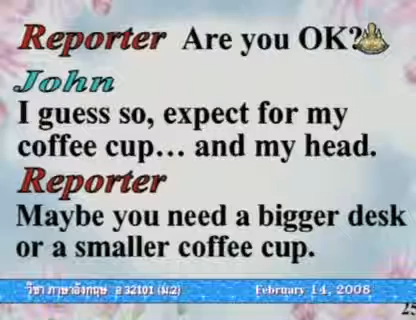 Reporter Are you OK?
John
I guess so, expect for my
coffee cup... and my head.
Reporter
Maybe you need a bigger desk
or a smaller coffee cup.
วิชา ภาษาอังกฤษ อ 32101 (ม.2) February 14, 2008